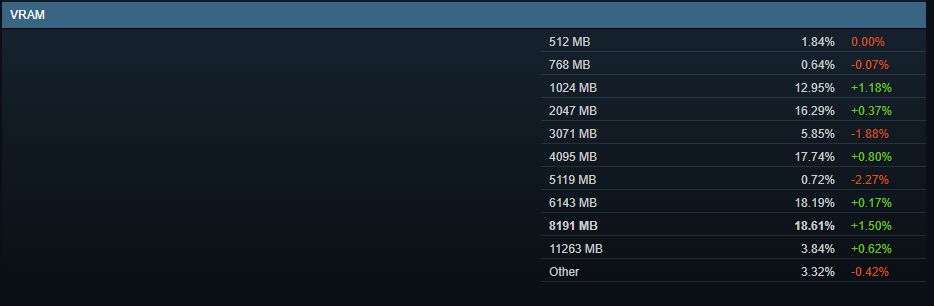 VRAM
512 MB 1.84% 0.00%
768 MB 0.64% -0.07%
1024 MB 12.95% +1.18%
2047 MB 16.29% +0.37%
3071 MB 5.85% -1.88%
4095 MB 17.74% +0.80%
5119 MB 0.72% -2.27%
6143 MB 18.19% +0.17%
8191 MB 18.61% +1.50%
11263 MB 3.84% +0.62%
Other 3.32% -0.42%